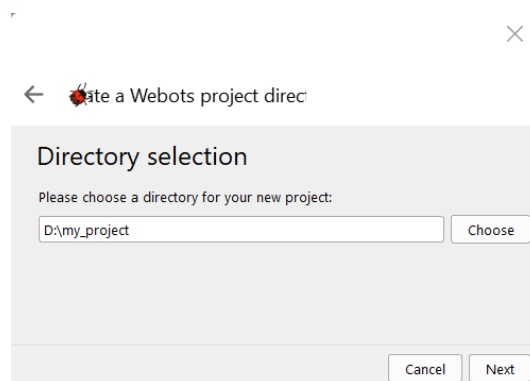 ate a Webots project direc
Directory selection
Please choose a directory for your new project:
D:\my_project
Choose
Cancel
Next